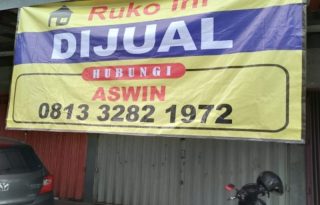 Ruko Ini
DIJUAL
HUBUNGI
ASWIN
0813 3282 1972